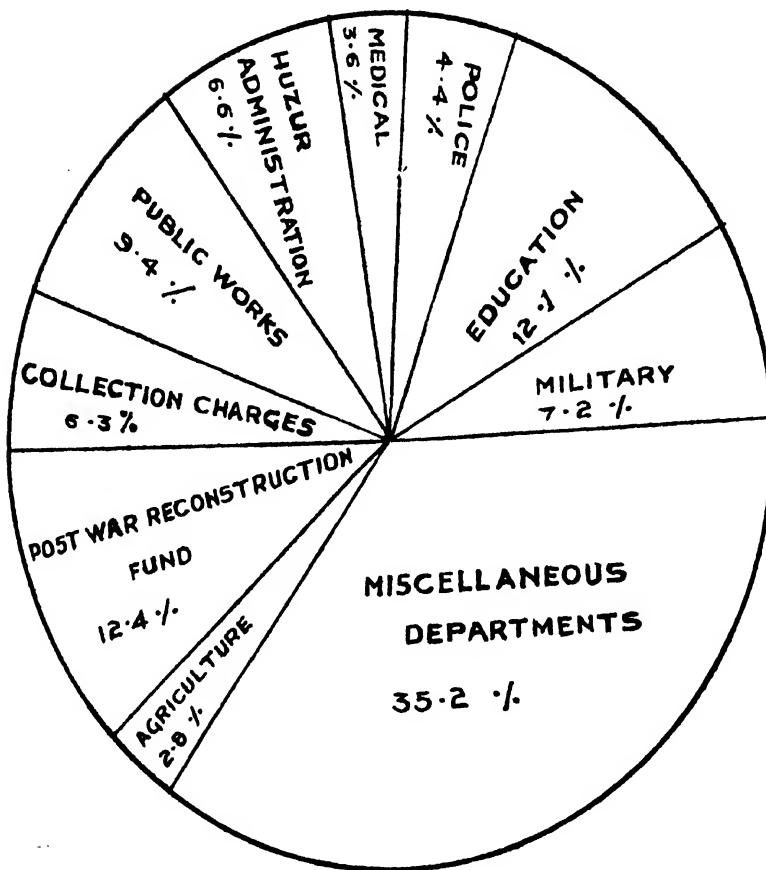 MEDICAL
3.6 %
POLICE
4.4 %
HUZUR
ADMINISTRATION
6.6 %
EDUCATION
12.1 %
PUBLIC WORKS
9.4 %
MILITARY
7.2 %
COLLECTION CHARGES
6.3 %
POST WAR RECONSTRUCTION
FUND
12.4 %
AGRICULTURE
2.8 %
MISCELLANEOUS
DEPARTMENTS
35.2 %